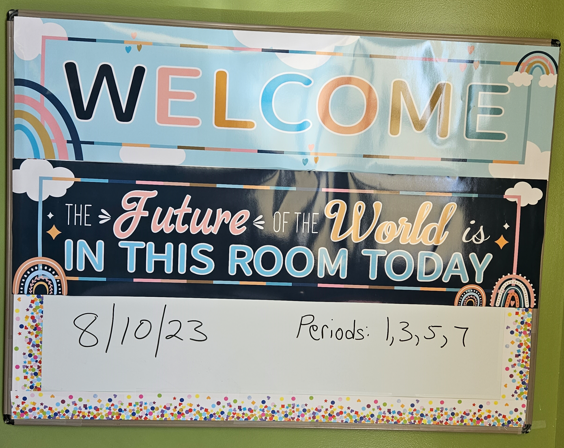 WELCOME
THE Future OF THE World is
IN THIS ROOM TODAY
8/10/23 Periods: 1,3,5,7